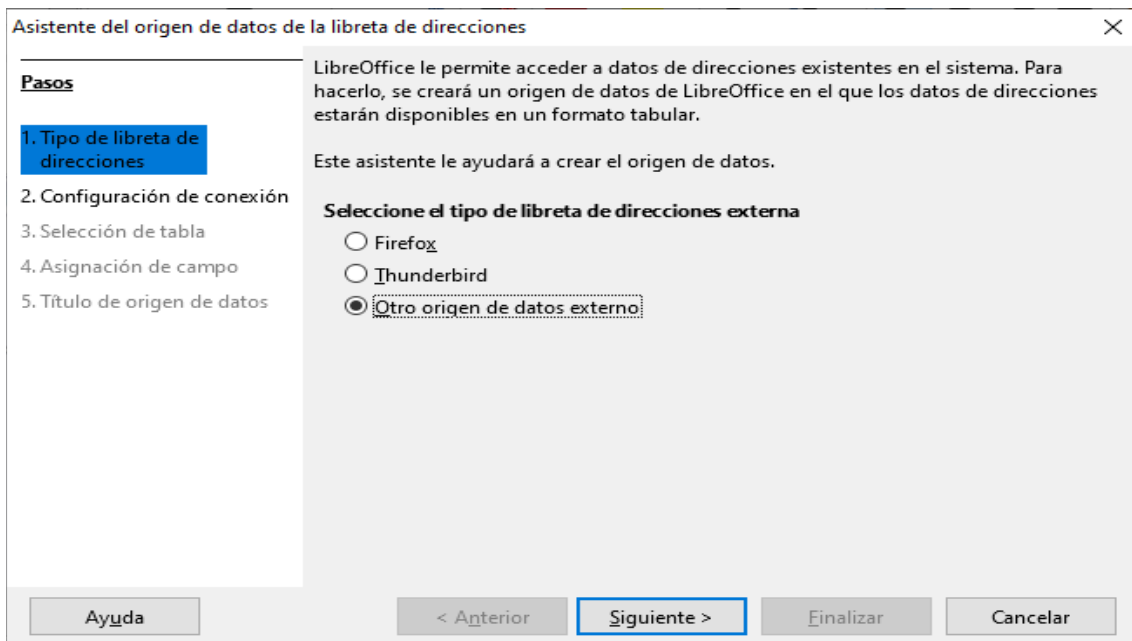 Asistente del origen de datos de la libreta de direcciones
Pasos
1. Tipo de libreta de
direcciones
2. Configuración de conexión
3. Selección de tabla
4. Asignación de campo
5. Título de origen de datos
LibreOffice le permite acceder a datos de direcciones existentes en el sistema. Para
hacerlo, se creará un origen de datos de LibreOffice en el que los datos de direcciones
estarán disponibles en un formato tabular.
Este asistente le ayudará a crear el origen de datos.
Seleccione el tipo de libreta de direcciones externa
Firefox
Thunderbird
Otro origen de datos externo
Ayuda
< Anterior
Siguiente >
Finalizar
Cancelar